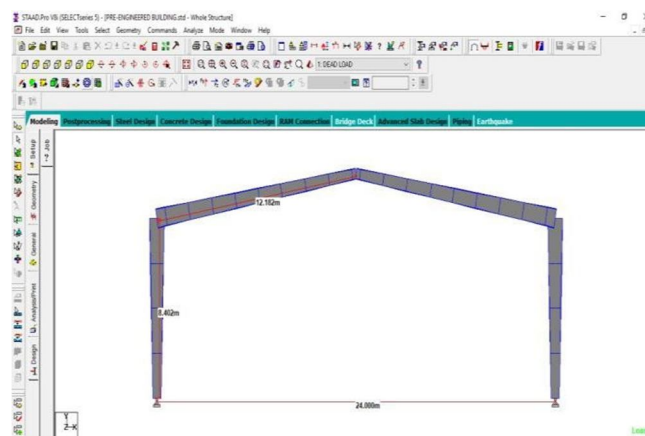 STAAD.Pro V8i (SELECTseries 5) - [PRE-ENGINEERED BUILDING.std - Whole Structure]
File Edit View Tools Select Geometry Commands Analyze Mode Window Help
1: DEAD LOAD
Modeling Postprocessing Steel Design Concrete Design Foundation Design RAM Connection Bridge Deck Advanced Slab Design Piping Earthquake
Job
Setup
Geometry
General
Analysis/Print
Design
12.182m
8.402m
24.000m
Y
Z X
Load